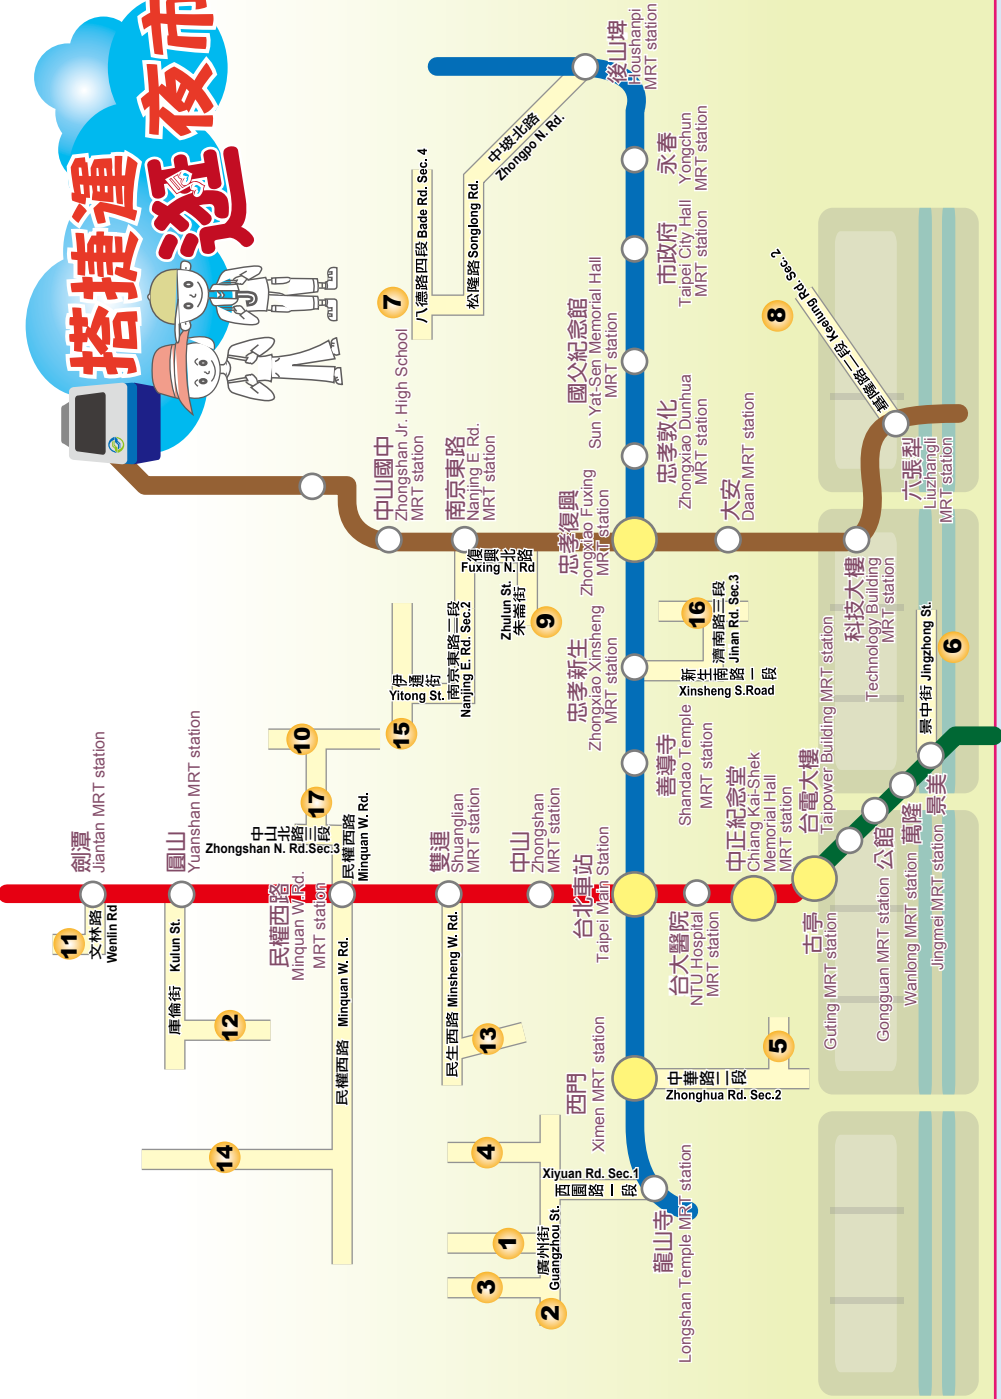 搭捷運
逛夜市
劍潭
Jiantan MRT station
11
文林路
Wenlin Rd
圓山
Yuanshan MRT station
庫倫街 Kulun St.
12
10
17
中山北路三段
Zhongshan N. Rd.Sec.3
民權西路
Minquan W. Rd.
民權西路
Minquan W.Rd.
MRT station
民權西路 Minquan W. Rd.
14
雙連
Shuanglian
MRT station
民生西路 Minsheng W. Rd.
13
中山
Zhongshan
MRT station
台北車站
Taipei Main Station
台大醫院
NTU Hospital
MRT station
中正紀念堂
Chiang Kai-Shek
Memorial Hall
MRT station
古亭
Guting MRT station
台電大樓
Taipower Building MRT station
公館
Gongguan MRT station
萬隆
Wanlong MRT station
景美
Jingmei MRT station
景中街 Jingzhong St.
6
龍山寺
Longshan Temple MRT station
西園路一段
Xiyuan Rd. Sec.1
廣州街
Guangzhou St.
1
2
3
4
西門
Ximen MRT station
中華路二段
Zhonghua Rd. Sec.2
5
善導寺
Shandao Temple
MRT station
忠孝新生
Zhongxiao Xinsheng
MRT station
新生南路一段
Xinsheng S.Road
濟南路三段
Jinan Rd. Sec.3
16
忠孝復興
Zhongxiao Fuxing
MRT station
忠孝敦化
Zhongxiao Dunhua
MRT station
國父紀念館
Sun Yat-Sen Memorial Hall
MRT station
市政府
Taipei City Hall
MRT station
永春
Yongchun
MRT station
後山埤
Houshanpi
MRT station
中坡北路
Zhongpo N. Rd.
松隆路 Songlong Rd.
八德路四段 Bade Rd. Sec. 4
7
中山國中
Zhongshan Jr. High School
MRT station
南京東路
Nanjing E Rd.
MRT station
復興北路
Fuxing N. Rd
Zhulun St.
朱崙街
9
南京東路二段
Nanjing E. Rd. Sec.2
伊通街
Yitong St.
15
大安
Daan MRT station
科技大樓
Technology Building
MRT station
六張犁
Liuzhangli
MRT station
基隆路二段 Keelung Rd. Sec. 2
8